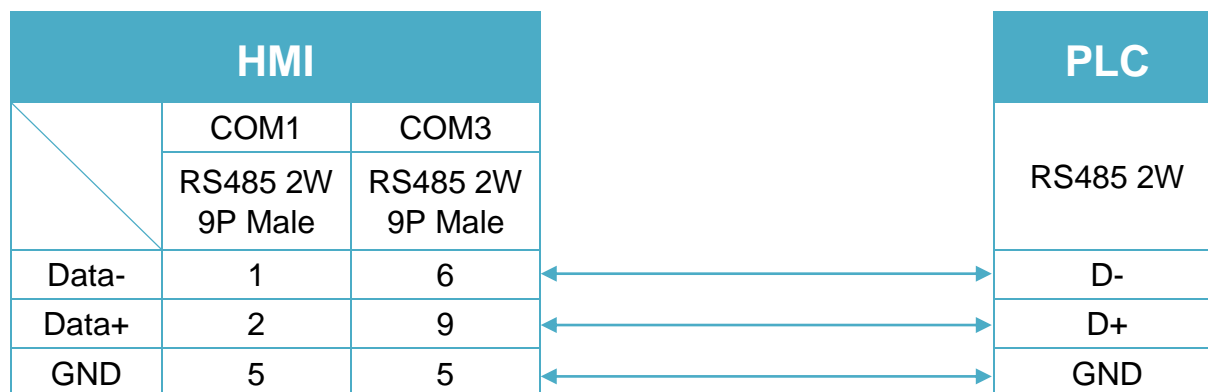 HMI PLC
COM1 COM3
RS485 2W RS485 2W RS485 2W
9P Male 9P Male
Data- 1 6 D-
Data+ 2 9 D+
GND 5 5 GND